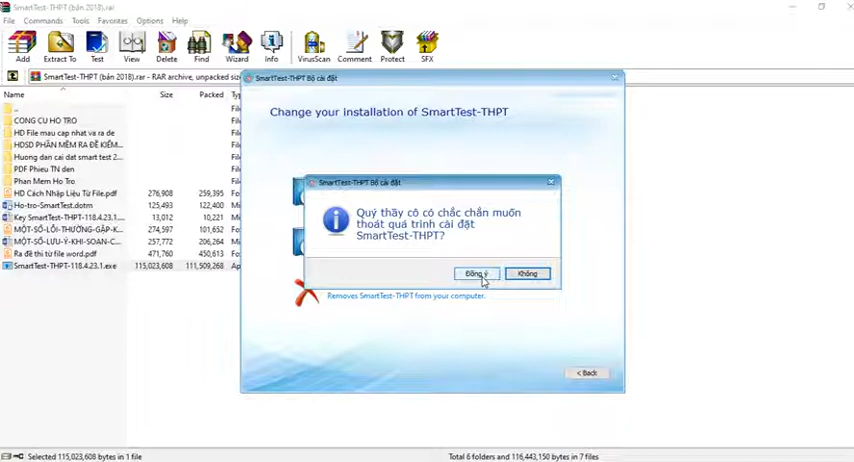 SmartTest-THPT (bản 2018).rar
File Commands Tools Favorites Options Help
Add Extract To Test View Delete Find Wizard Info VirusScan Comment Protect SFX
SmartTest-THPT (bản 2018).rar - RAR archive, unpacked siz
Name Size Packed Ty
..
CONG CU HO TRO
HD File mau cap nhat va ra de
HDSD PHẦN MỀM RA ĐỀ KIỂM...
Huong dan cai dat smart test 2...
PDF Phieu TN den
Phan Mem Ho Tro
HD Cách Nhập Liệu Từ File.pdf 276,908 259,395
Ho-tro-SmartTest.dotm 125,493 122,400
Key SmartTest-THPT-118.4.23.1.... 13,012 10,221
MỘT-SỐ-LỖI-THƯỜNG-GẶP-K... 274,597
MỘT-SỐ-LƯU-Ý-KHI-SOAN-C... 257,772 206,264
Ra đề thi từ file word.pdf 471,760 450,613
SmartTest-THPT-118.4.23.1.exe 115,023,608 111,509,268
SmartTest-THPT Bộ cài đặt
Change your installation of SmartTest-THPT
SmartTest-THPT Bộ cài đặt
Quý thầy cô có chắc chắn muốn
thoát quá trình cài đặt
SmartTest-THPT?
Đồng ý Không
Removes SmartTest-THPT from your computer.
< Back
Selected 115,023,608 bytes in 1 file
Total 6 folders and 116,443,150 bytes in 7 files